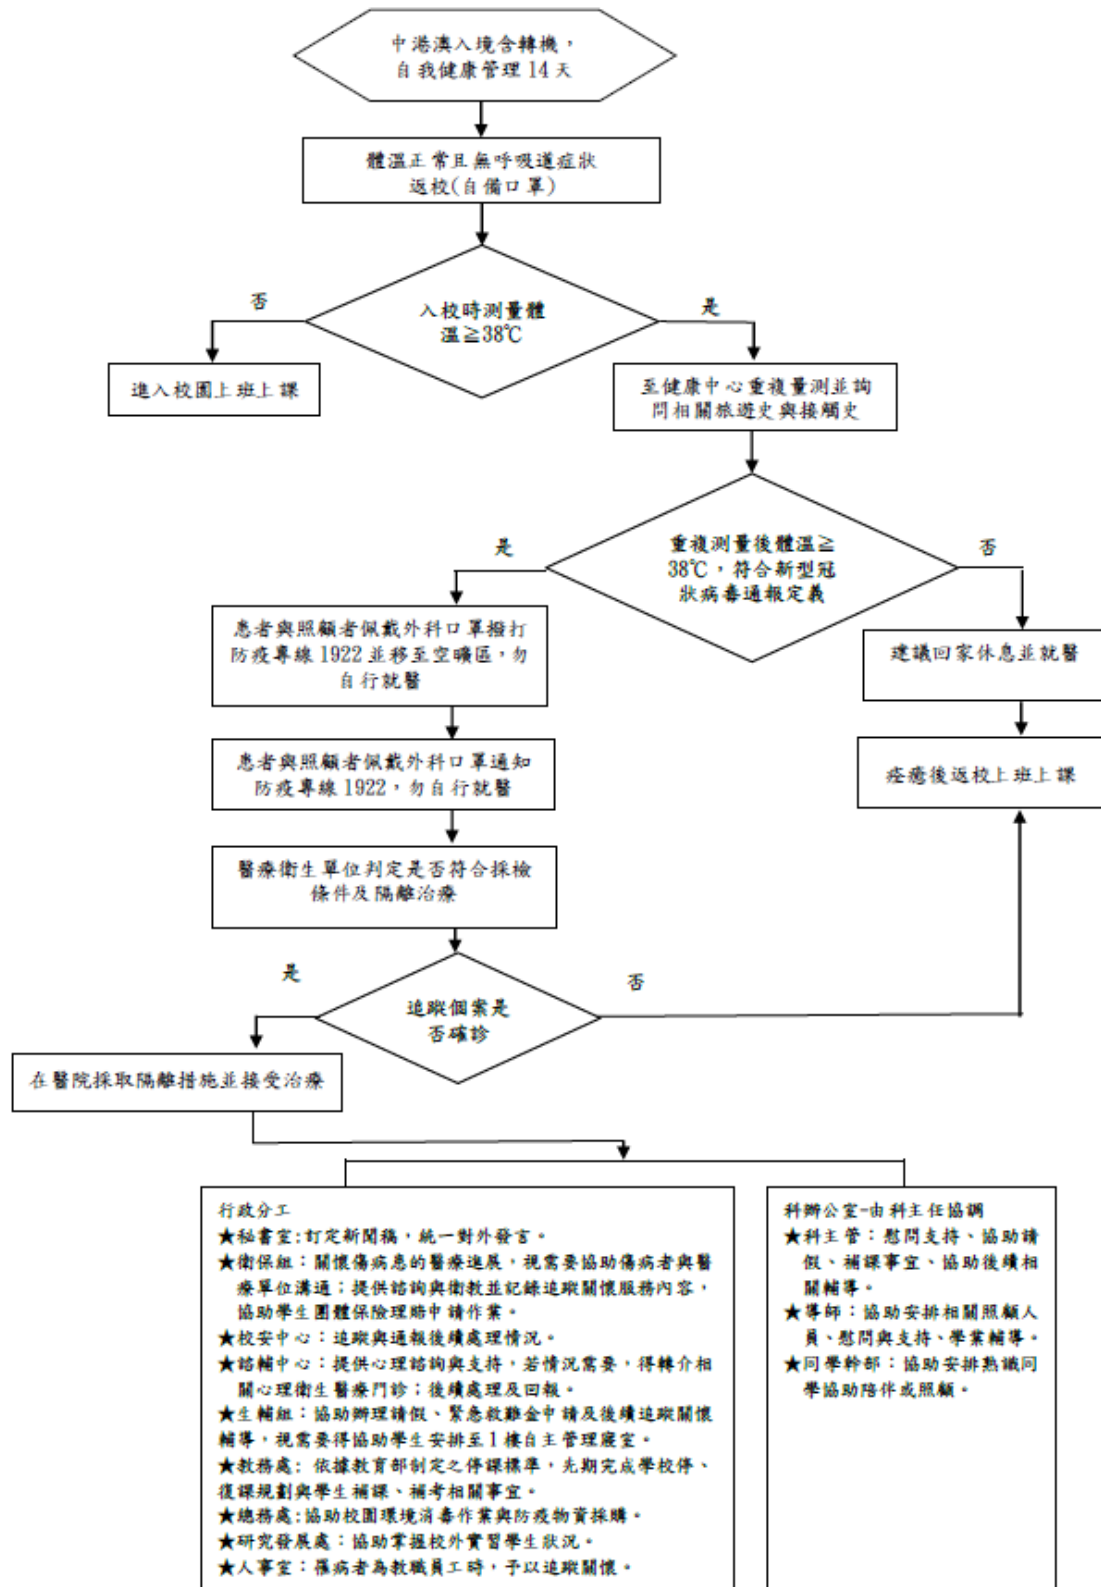 中港澳入境含轉機，
自我健康管理14天
體溫正常且無呼吸道症狀
返校(自備口罩)
否
入校時測量體
溫≧38℃
是
進入校園上班上課
至健康中心重複量測並詢
問相關旅遊史與接觸史
是
重複測量後體溫≧
38℃，符合新型冠
狀病毒通報定義
否
患者與照顧者佩戴外科口罩撥打
防疫專線1922並移至空曠區，勿
自行就醫
建議回家休息並就醫
患者與照顧者佩戴外科口罩通知
防疫專線1922，勿自行就醫
痊癒後返校上班上課
醫療衛生單位判定是否符合採檢
條件及隔離治療
是
追蹤個案是
否確診
否
在醫院採取隔離措施並接受治療
行政分工
★秘書室：訂定新聞稿，統一對外發言。
★衛保組：關懷傷病患的醫療進展，視需要協助傷病者與醫
療單位溝通；提供諮詢與衛教並記錄追蹤關懷服務內容，
協助學生團體保險理賠申請作業。
★校安中心：追蹤與通報後續處理情況。
★諮輔中心：提供心理諮詢與支持，若情況需要，得轉介相
關心理衛生醫療門診；後續處理及回報。
★生輔組：協助辦理請假、緊急救難金申請及後續追蹤關懷
輔導，視需要得協助學生安排至1樓自主管理寢室。
★教務處：依據教育部制定之停課標準，先期完成學校停、
復課規劃與學生補課、補考相關事宜。
★總務處：協助校園環境消毒作業與防疫物資採購。
★研究發展處：協助掌握校外實習學生狀況。
★人事室：罹病者為教職員工時，予以追蹤關懷。
科辦公室-由科主任協調
★科主管：慰問支持、協助請
假、補課事宜、協助後續相
關輔導。
★導師：協助安排相關照顧人
員、慰問與支持、學業輔導。
★同學幹部：協助安排熟識同
學協助陪伴或照顧。